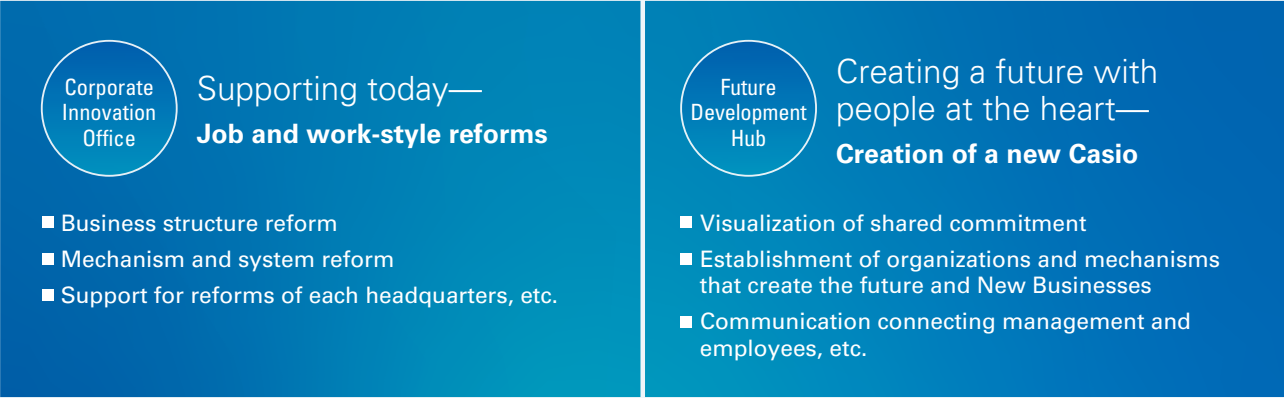 Corporate
Innovation
Office
Supporting today—
Job and work-style reforms
■ Business structure reform
■ Mechanism and system reform
■ Support for reforms of each headquarters, etc.
Future
Development
Hub
Creating a future with
people at the heart—
Creation of a new Casio
■ Visualization of shared commitment
■ Establishment of organizations and mechanisms
that create the future and New Businesses
■ Communication connecting management and
employees, etc.